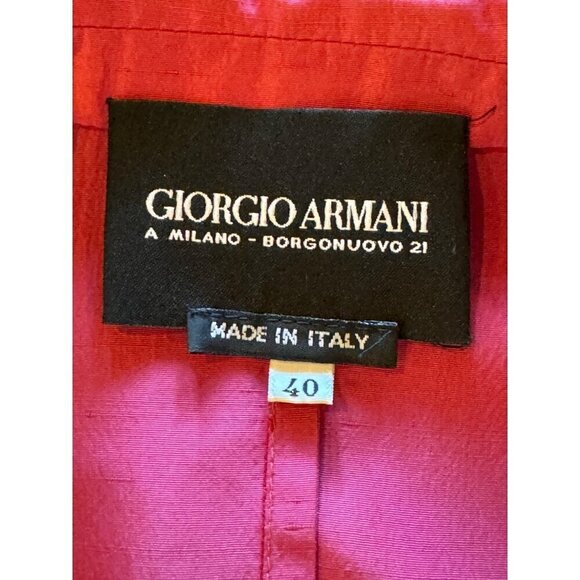 GIORGIO ARMANI
A MILANO - BORGONUOVO 21
MADE IN ITALY
40